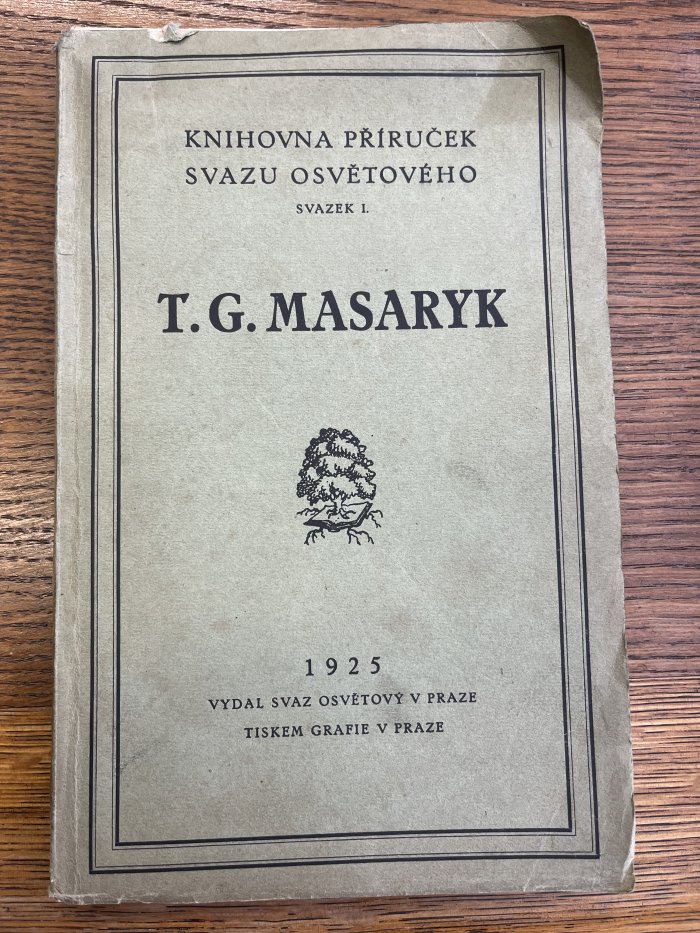 KNIHOVNA PŘÍRUČEK
SVAZU OSVĚTOVÉHO
SVAZEK I.
T. G. MASARYK
1925
VYDAL SVAZ OSVĚTOVÝ V PRAZE
TISKEM GRAFIE V PRAZE